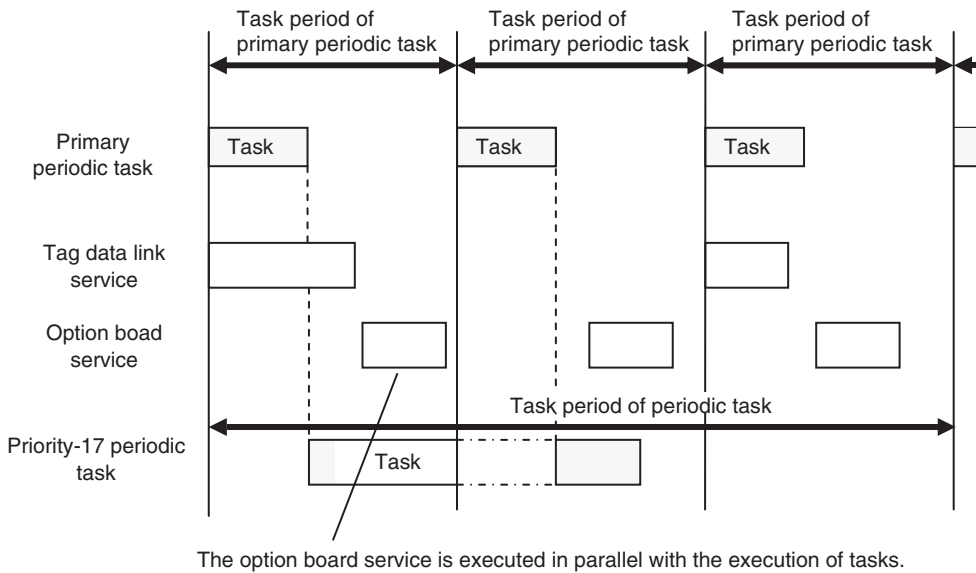 Task period of
primary periodic task
Task period of
primary periodic task
Task period of
primary periodic task
Primary
periodic task
Task
Task
Task
Tag data link
service
Option boad
service
Task period of periodic task
Priority-17 periodic
task
Task
The option board service is executed in parallel with the execution of tasks.